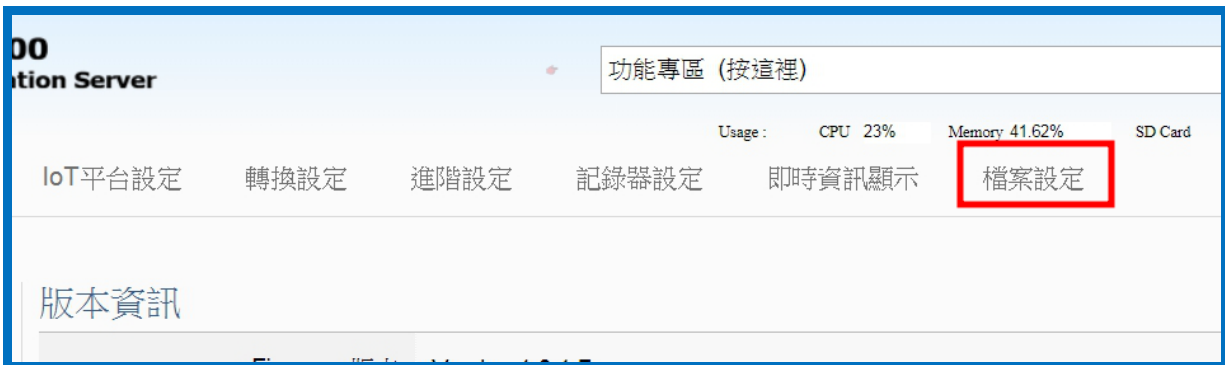 00
ation Server
功能專區 (按這裡)
Usage : CPU 23% Memory 41.62% SD Card
IoT平台設定 轉換設定 進階設定 記錄器設定 即時資訊顯示 檔案設定
版本資訊